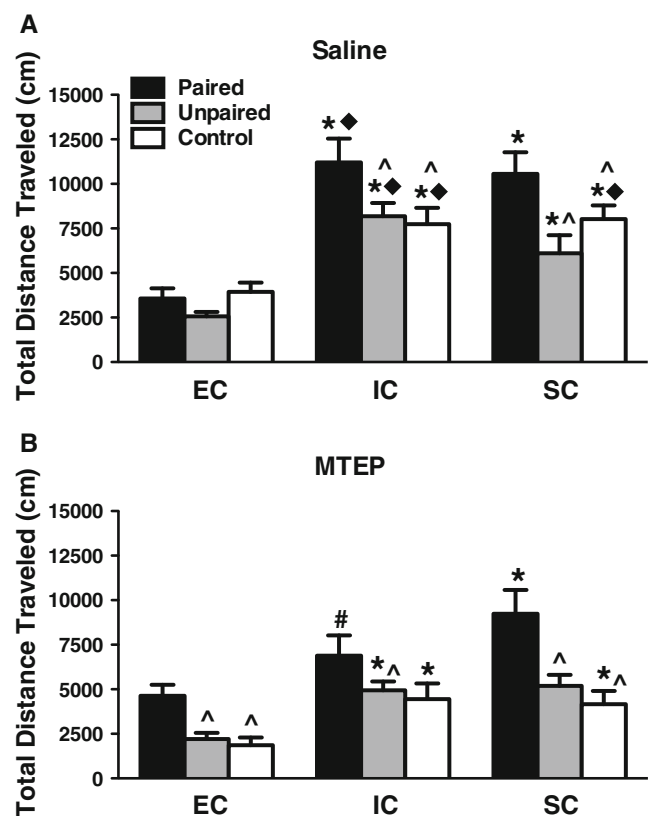 A
Saline
Total Distance Traveled (cm)
Paired
Unpaired
Control
15000
12500
10000
7500
5000
2500
0
*◆
^
*◆
^
*◆
*
*^
^
*◆
EC IC SC
B
MTEP
Total Distance Traveled (cm)
15000
12500
10000
7500
5000
2500
0
^
^
#
*^
*
*
^
*^
EC IC SC